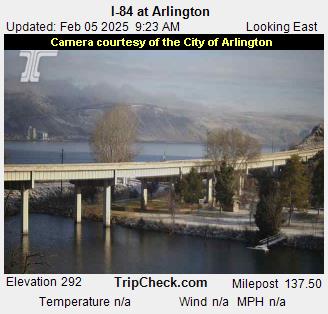 I-84 at Arlington
Updated: Feb 05 2025 9:23 AM Looking East
Camera courtesy of the City of Arlington
Elevation 292 TripCheck.com Milepost 137.50
Temperature n/a Wind n/a MPH n/a